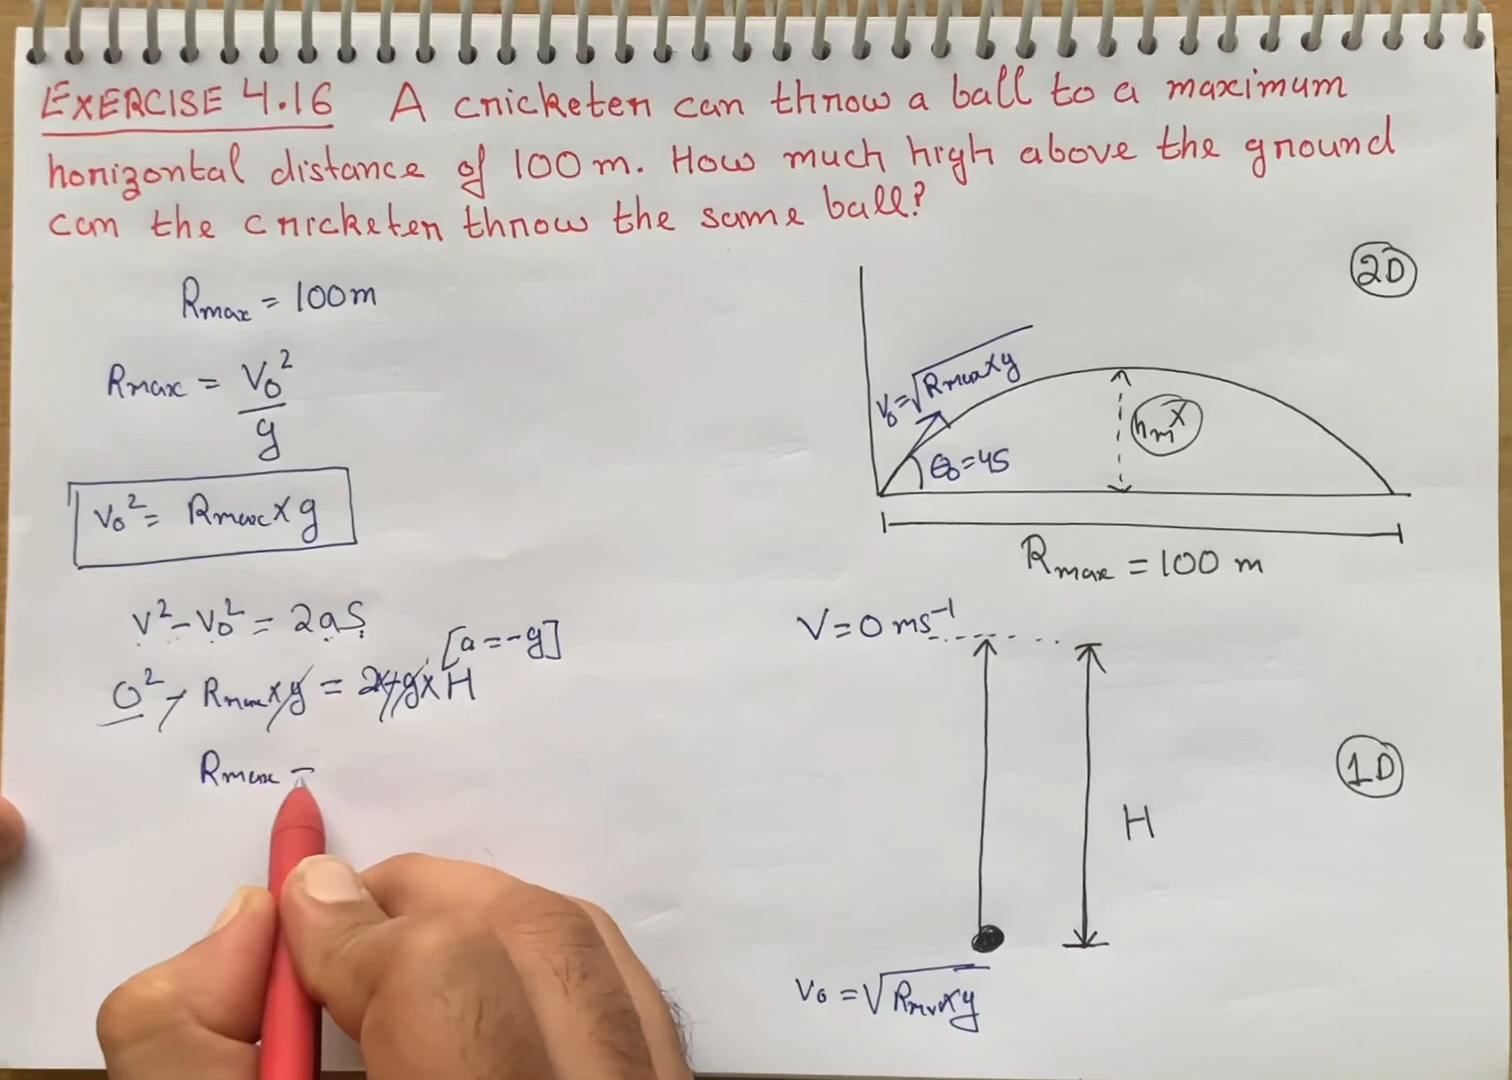 EXERCISE 4.16 A cricketer can throw a ball to a maximum
horizontal distance of 100 m. How much high above the ground
can the cricketer throw the same ball?
Rmax = 100m
Rmax = V₀²/g
V₀² = Rmax x g
V² - V₀² = 2aS
[a = -g]
0² - Rmax x g = 2x-g x H
Rmax =
2D
V₀ = √Rmax x g
θ₀ = 45
hm x
Rmax = 100 m
V = 0 ms⁻¹
H
1D
V₀ = √Rmax x g